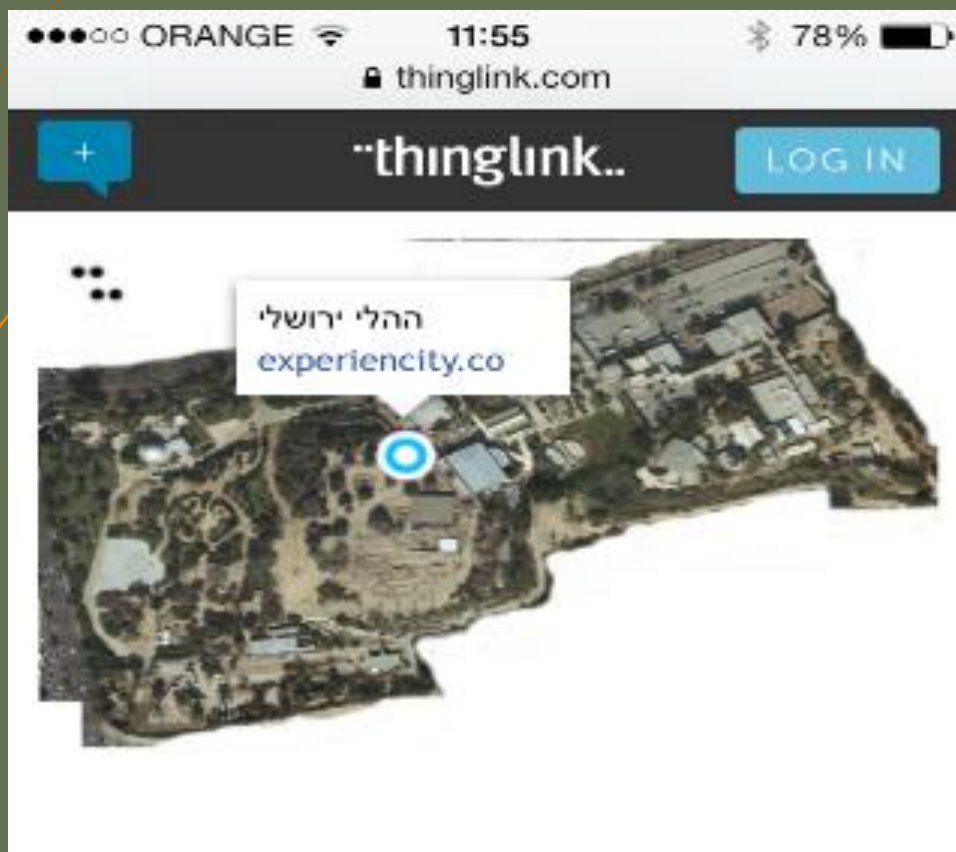 ORANGE 11:55 78%
thinglink.com
+ ¨thinglink.. LOG IN
ההלי ירושלי
experiencity.co